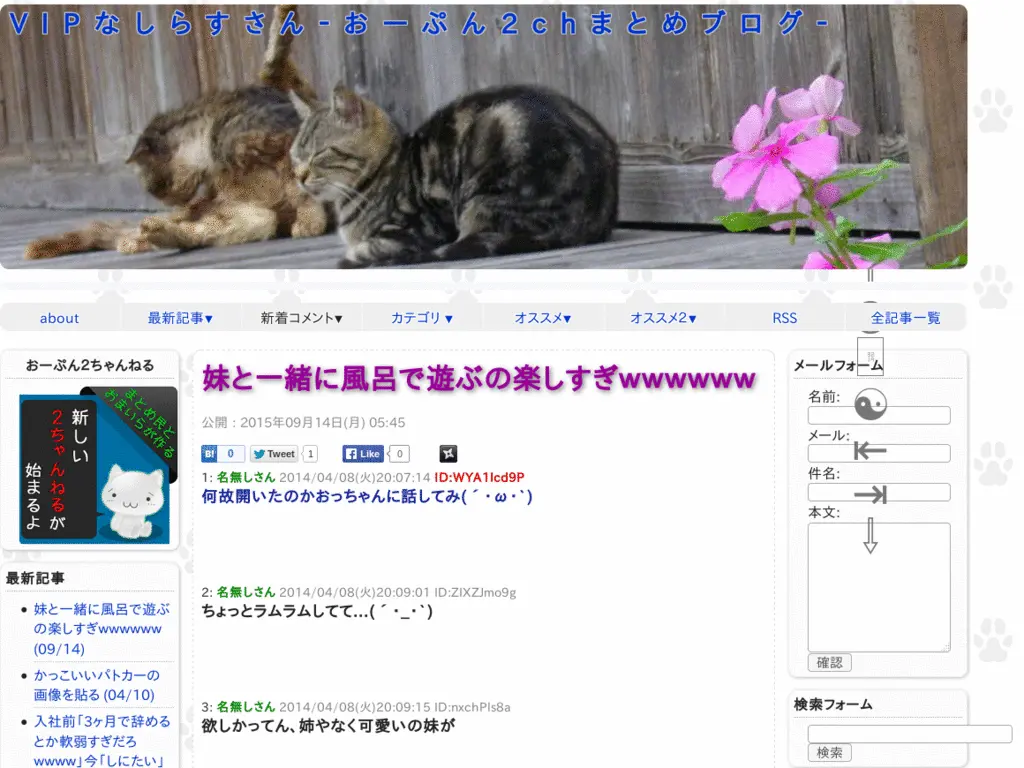 VIPなしらすさん-おーぷん2chまとめブログ-
about
最新記事▾
新着コメント▾
カテゴリ▾
オススメ▾
オススメ2▾
RSS
全記事一覧
おーぷん2ちゃんねる
まとめ民と
おまいらが作る
新しい
2ちゃんねるが
始まるよ
最新記事
妹と一緒に風呂で遊ぶ
の楽しすぎwwwwww
(09/14)
かっこいいパトカーの
画像を貼る (04/10)
入社前「3ヶ月で辞める
とか軟弱すぎだろ
wwww」今「しにたい」
妹と一緒に風呂で遊ぶの楽しすぎwwwwww
公開:2015年09月14日(月) 05:45
B! 0
Tweet 1
Like 0
1: 名無しさん 2014/04/08(火)20:07:14 ID:WYA1Icd9P
何故開いたのかおっちゃんに話してみ(´・ω・`)
2: 名無しさん 2014/04/08(火)20:09:01 ID:ZIXZJmo9g
ちょっとラムラムしてて…(´・_・`)
3: 名無しさん 2014/04/08(火)20:09:15 ID:nxchPIs8a
欲しかってん、姉やなく可愛いの妹が
メールフォーム
名前:
メール:
件名:
本文:
確認
検索フォーム
検索